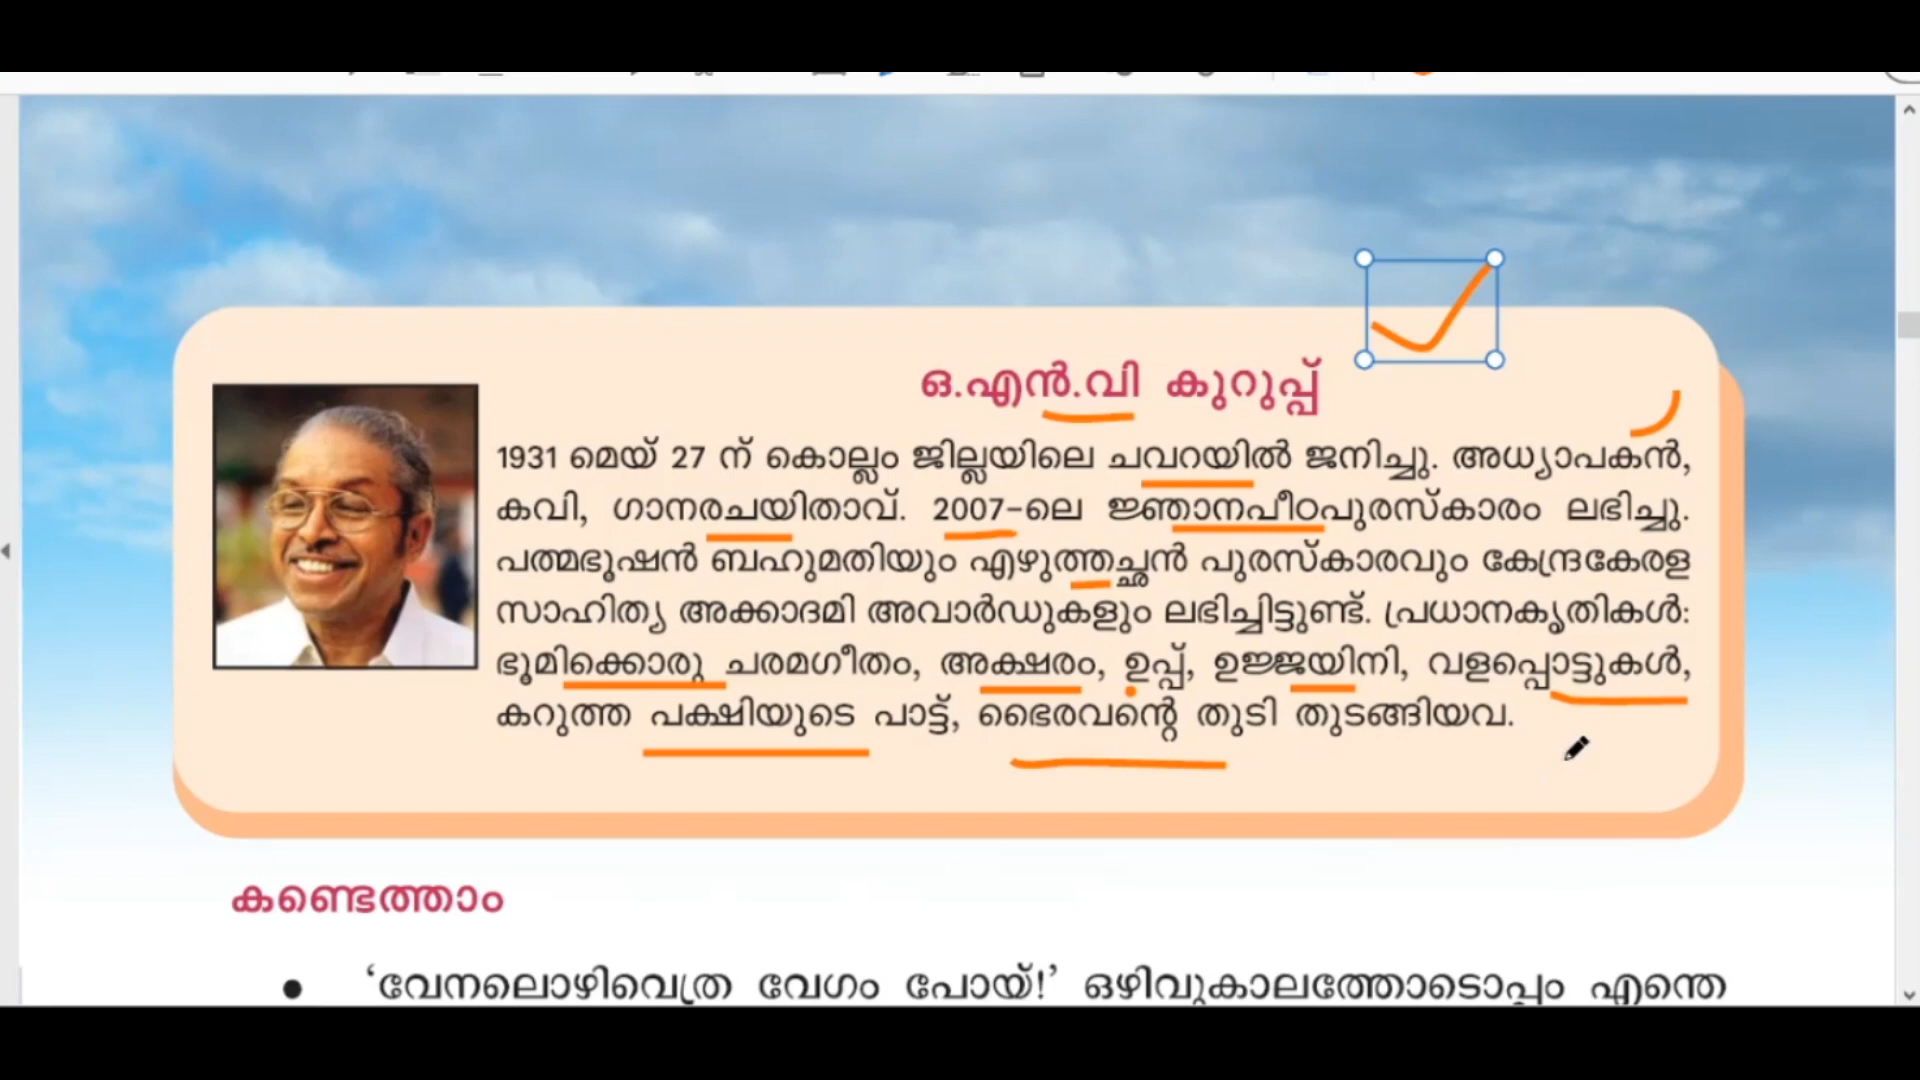 ഒ.എൻ.വി കുറുപ്പ്
1931 മെയ് 27 ന് കൊല്ലം ജില്ലയിലെ ചവറയിൽ ജനിച്ചു. അധ്യാപകൻ,
കവി, ഗാനരചയിതാവ്. 2007-ലെ ജ്ഞാനപീഠപുരസ്കാരം ലഭിച്ചു.
പത്മഭൂഷൻ ബഹുമതിയും എഴുത്തച്ഛൻ പുരസ്കാരവും കേന്ദ്രകേരള
സാഹിത്യ അക്കാദമി അവാർഡുകളും ലഭിച്ചിട്ടുണ്ട്. പ്രധാനകൃതികൾ:
ഭൂമിക്കൊരു ചരമഗീതം, അക്ഷരം, ഉപ്പ്, ഉജ്ജയിനി, വളപ്പൊട്ടുകൾ,
കറുത്ത പക്ഷിയുടെ പാട്ട്, ഭൈരവന്റെ തുടി തുടങ്ങിയവ.
കണ്ടെത്താം
● ‘വേനലൊഴിവെത്ര വേഗം പോയ്!’ ഒഴിവുകാലത്തോടൊപ്പം എന്തെ